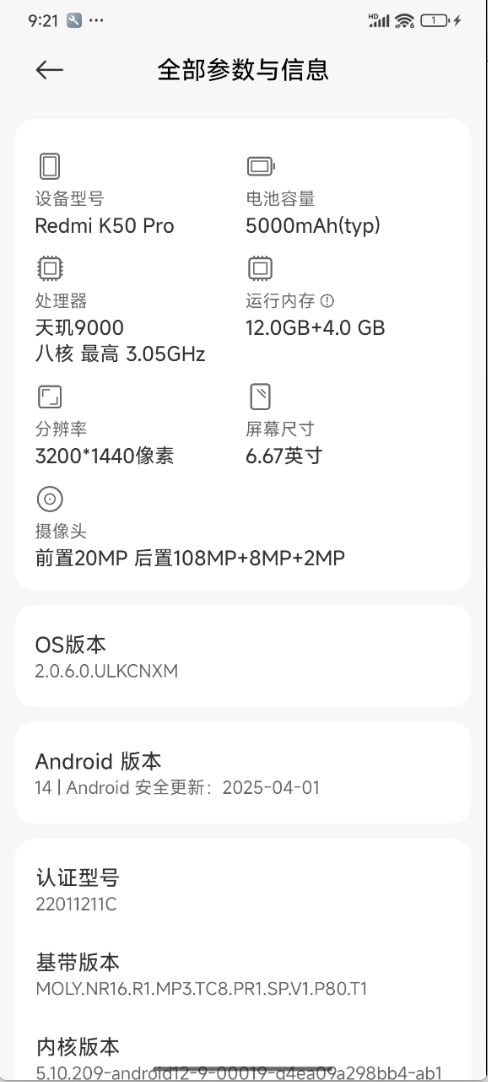 9:21 HD 1
全部参数与信息
设备型号 电池容量
Redmi K50 Pro 5000mAh(typ)
处理器 运行内存
天玑9000 12.0GB+4.0 GB
八核 最高 3.05GHz
分辨率 屏幕尺寸
3200*1440像素 6.67英寸
摄像头
前置20MP 后置108MP+8MP+2MP
OS版本
2.0.6.0.ULKCNXM
Android 版本
14 | Android 安全更新：2025-04-01
认证型号
22011211C
基带版本
MOLY.NR16.R1.MP3.TC8.PR1.SP.V1.P80.T1
内核版本
5.10.209-android12-9-00019-g4ea09a298bb4-ab1